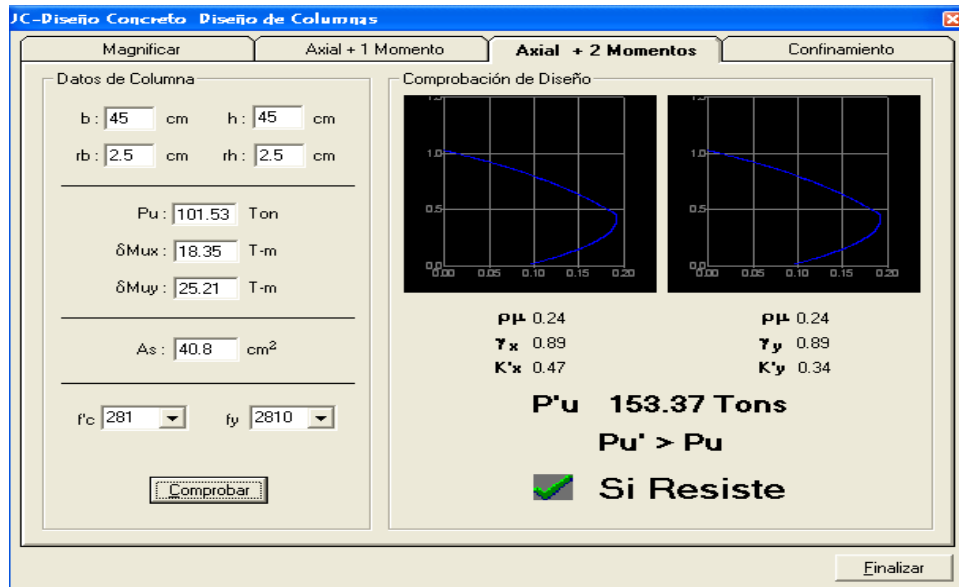 JC-Diseño Concreto Diseño de Columnas
Magnificar
Axial + 1 Momento
Axial + 2 Momentos
Confinamiento
Datos de Columna
b : 45 cm h : 45 cm
rb : 2.5 cm rh : 2.5 cm
Pu : 101.53 Ton
δMux : 18.35 T-m
δMuy : 25.21 T-m
As : 40.8 cm²
f'c 281 fy 2810
Comprobar
Comprobación de Diseño
1.0
0.5
0.0
0.00 0.05 0.10 0.15 0.20
1.0
0.5
0.0
0.00 0.05 0.10 0.15 0.20
ρμ 0.24
γx 0.89
K'x 0.47
ρμ 0.24
γy 0.89
K'y 0.34
P'u 153.37 Tons
Pu' > Pu
Si Resiste
Finalizar